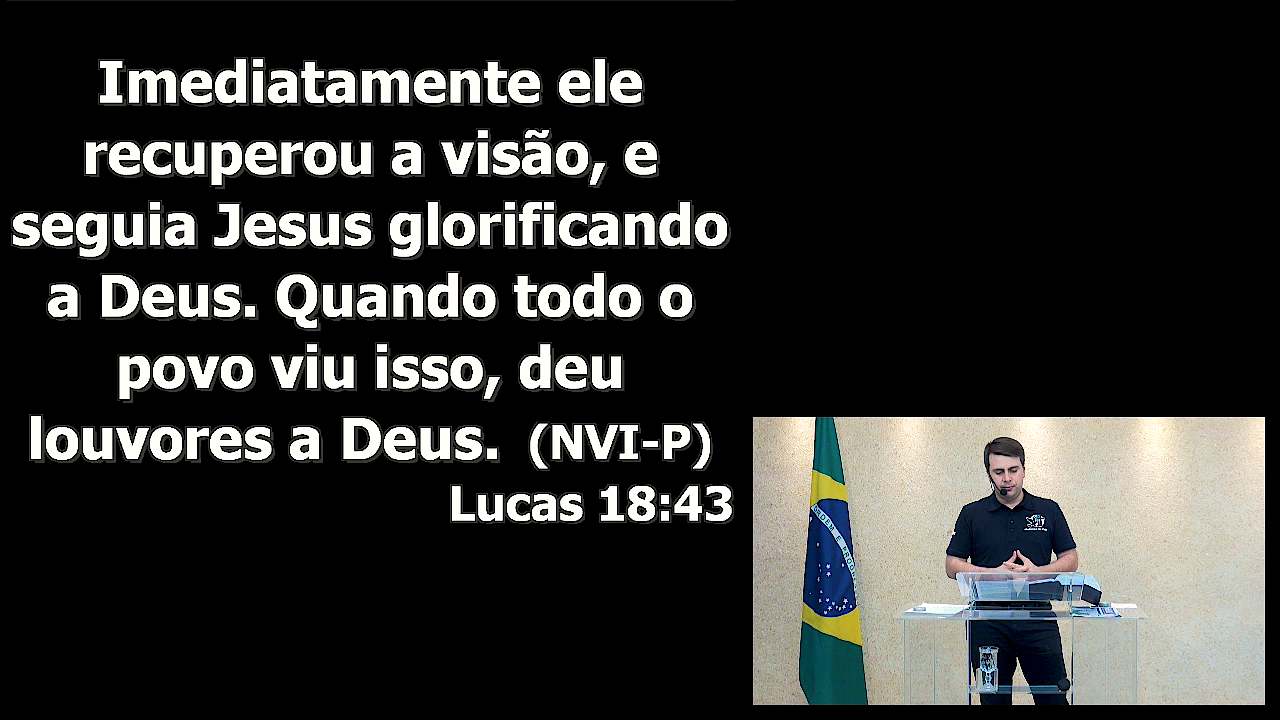 Imediatamente ele
recuperou a visão, e
seguia Jesus glorificando
a Deus. Quando todo o
povo viu isso, deu
louvores a Deus. (NVI-P)
Lucas 18:43